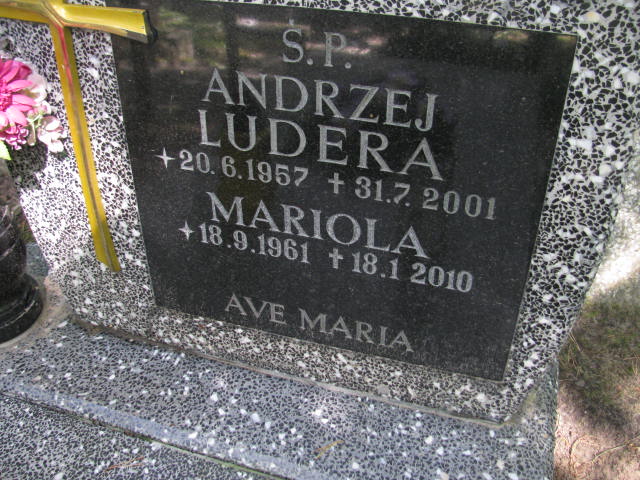 Ś.P.
ANDRZEJ
LUDERA
✦ 20.6.1957 ✝ 31.7.2001
MARIOLA
✦ 18.9.1961 ✝ 18.1 2010
AVE MARIA